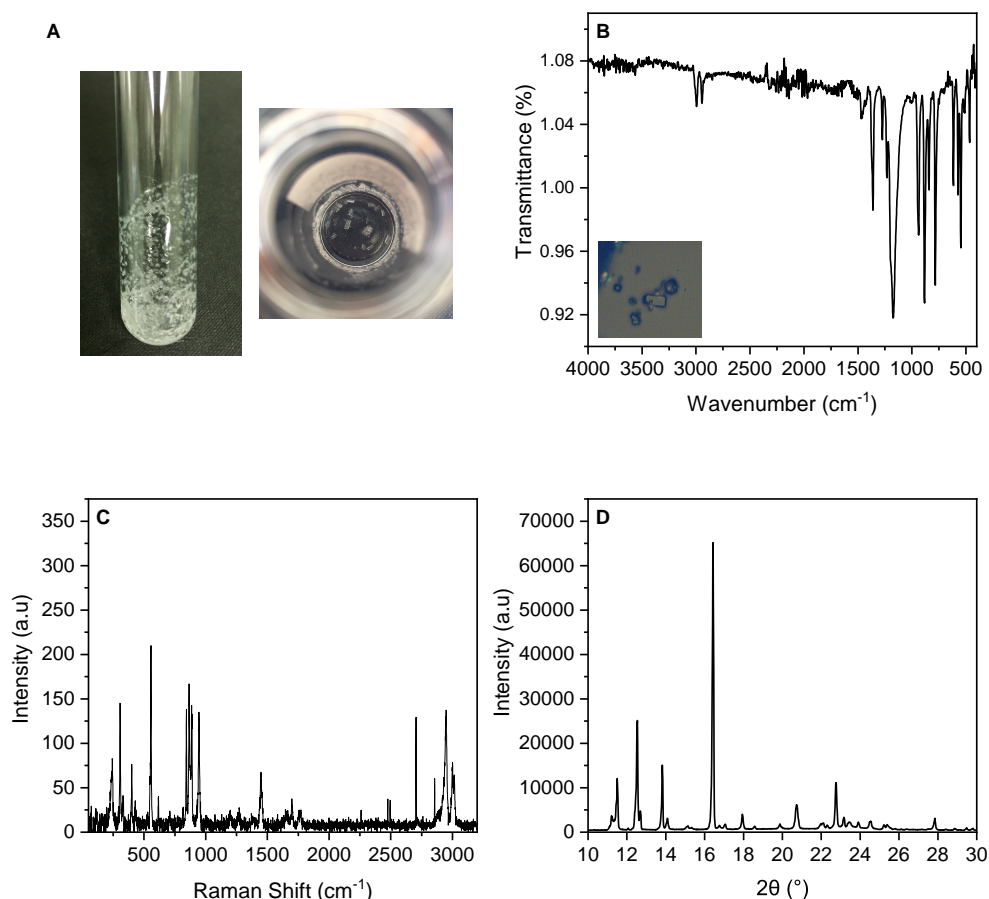 A
B
1.08
1.04
1.00
0.96
0.92
Transmittance (%)
4000 3500 3000 2500 2000 1500 1000 500
Wavenumber (cm⁻¹)
C
350
300
250
200
150
100
50
0
Intensity (a.u)
500 1000 1500 2000 2500 3000
Raman Shift (cm⁻¹)
D
70000
60000
50000
40000
30000
20000
10000
0
Intensity (a.u)
10 12 14 16 18 20 22 24 26 28 30
2θ (°)